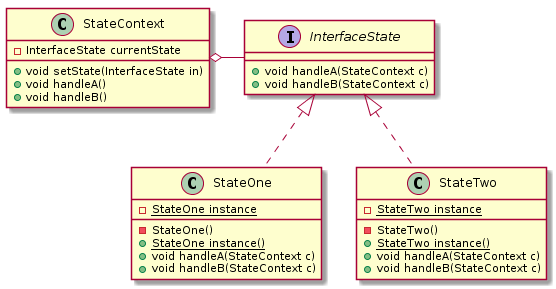 C StateContext
InterfaceState currentState
void setState(InterfaceState in)
void handleA()
void handleB()
I InterfaceState
void handleA(StateContext c)
void handleB(StateContext c)
C StateOne
StateOne instance
StateOne()
StateOne instance()
void handleA(StateContext c)
void handleB(StateContext c)
C StateTwo
StateTwo instance
StateTwo()
StateTwo instance()
void handleA(StateContext c)
void handleB(StateContext c)